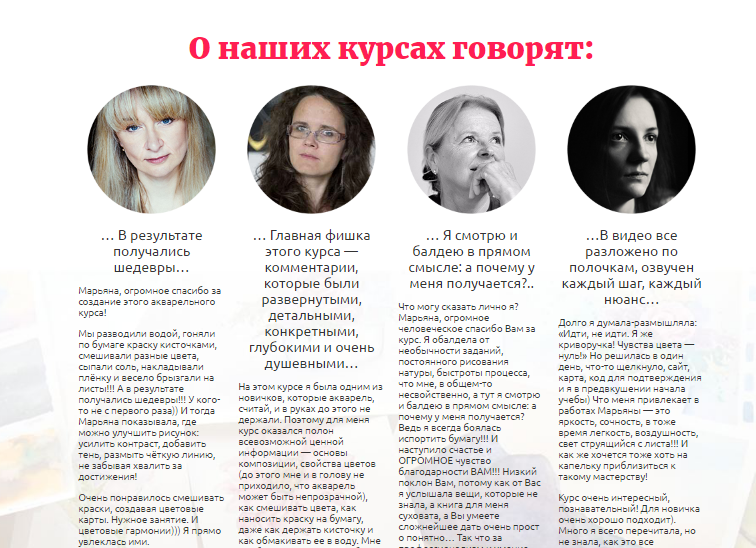 О наших курсах говорят:
… В результате
получались
шедевры…
Марьяна, огромное спасибо за
создание этого акварельного
курса!
Мы разводили водой, гоняли
по бумаге краску кисточками,
смешивали разные цвета,
сыпали соль, накладывали
плёнку и весело брызгали на
листы!!! А в результате
получались шедевры!!! У кого-
то не с первого раза)) И тогда
Марьяна показывала, где
можно улучшить рисунок:
усилить контраст, добавить
тень, размыть чёткую линию,
не забывая хвалить за
достижения!
Очень понравилось смешивать
краски, создавая цветовые
карты. Нужное занятие. И
цветовые гармонии))) Я прямо
увлеклась ими.
… Главная фишка
этого курса —
комментарии,
которые были
развернутыми,
детальными,
конкретными,
глубокими и очень
душевными…
На этом курсе я была одним из
новичков, которые акварель,
считай, и в руках до этого не
держали. Поэтому для меня
курс оказался полон
всевозможной ценной
информации — основы
композиции, свойства цветов
(до этого мне и в голову не
приходило, что акварель
может быть непрозрачной),
как смешивать цвета, как
наносить краску на бумагу,
даже как держать кисточку и
как обмакивать ее в воду. Мне
… Я смотрю и
балдею в прямом
смысле: а почему у
меня получается?..
Что могу сказать лично я?
Марьяна, огромное
человеческое спасибо Вам за
курс. Я обалдела от
необычности заданий,
постоянного рисования
натуры, быстроты процесса,
что мне, в общем-то
несвойственно, а тут я смотрю
и балдею в прямом смысле: а
почему у меня получается?
Ведь я всегда боялась
испортить бумагу!!! И
наступило счастье и
ОГРОМНОЕ чувство
благодарности ВАМ!!! Низкий
поклон Вам, потому как от Вас
я услышала вещи, которые не
знала, а книга для меня
суховата, а Вы умеете
сложнейшее дать очень прост
о понятно… Так что за
…В видео все
разложено по
полочкам, озвучен
каждый шаг, каждый
нюанс…
Долго я думала-размышляла:
«Идти, не идти. Я же
криворучка! Чувства цвета —
нуль!» Но решилась в один
день, что-то щелкнуло, сайт,
карта, код для подтверждения
и я в предвкушении начала
учебы) Что меня привлекает в
работах Марьяны — это
яркость, сочность, в тоже
время легкость, воздушность,
свет струящийся с листа!!! И
как же хочется тоже хоть на
капельку приблизиться к
такому мастерству!
Курс очень интересный,
познавательный! Для новичка
очень хорошо подходит).
Много я всего перечитала, но
не знала, как это все